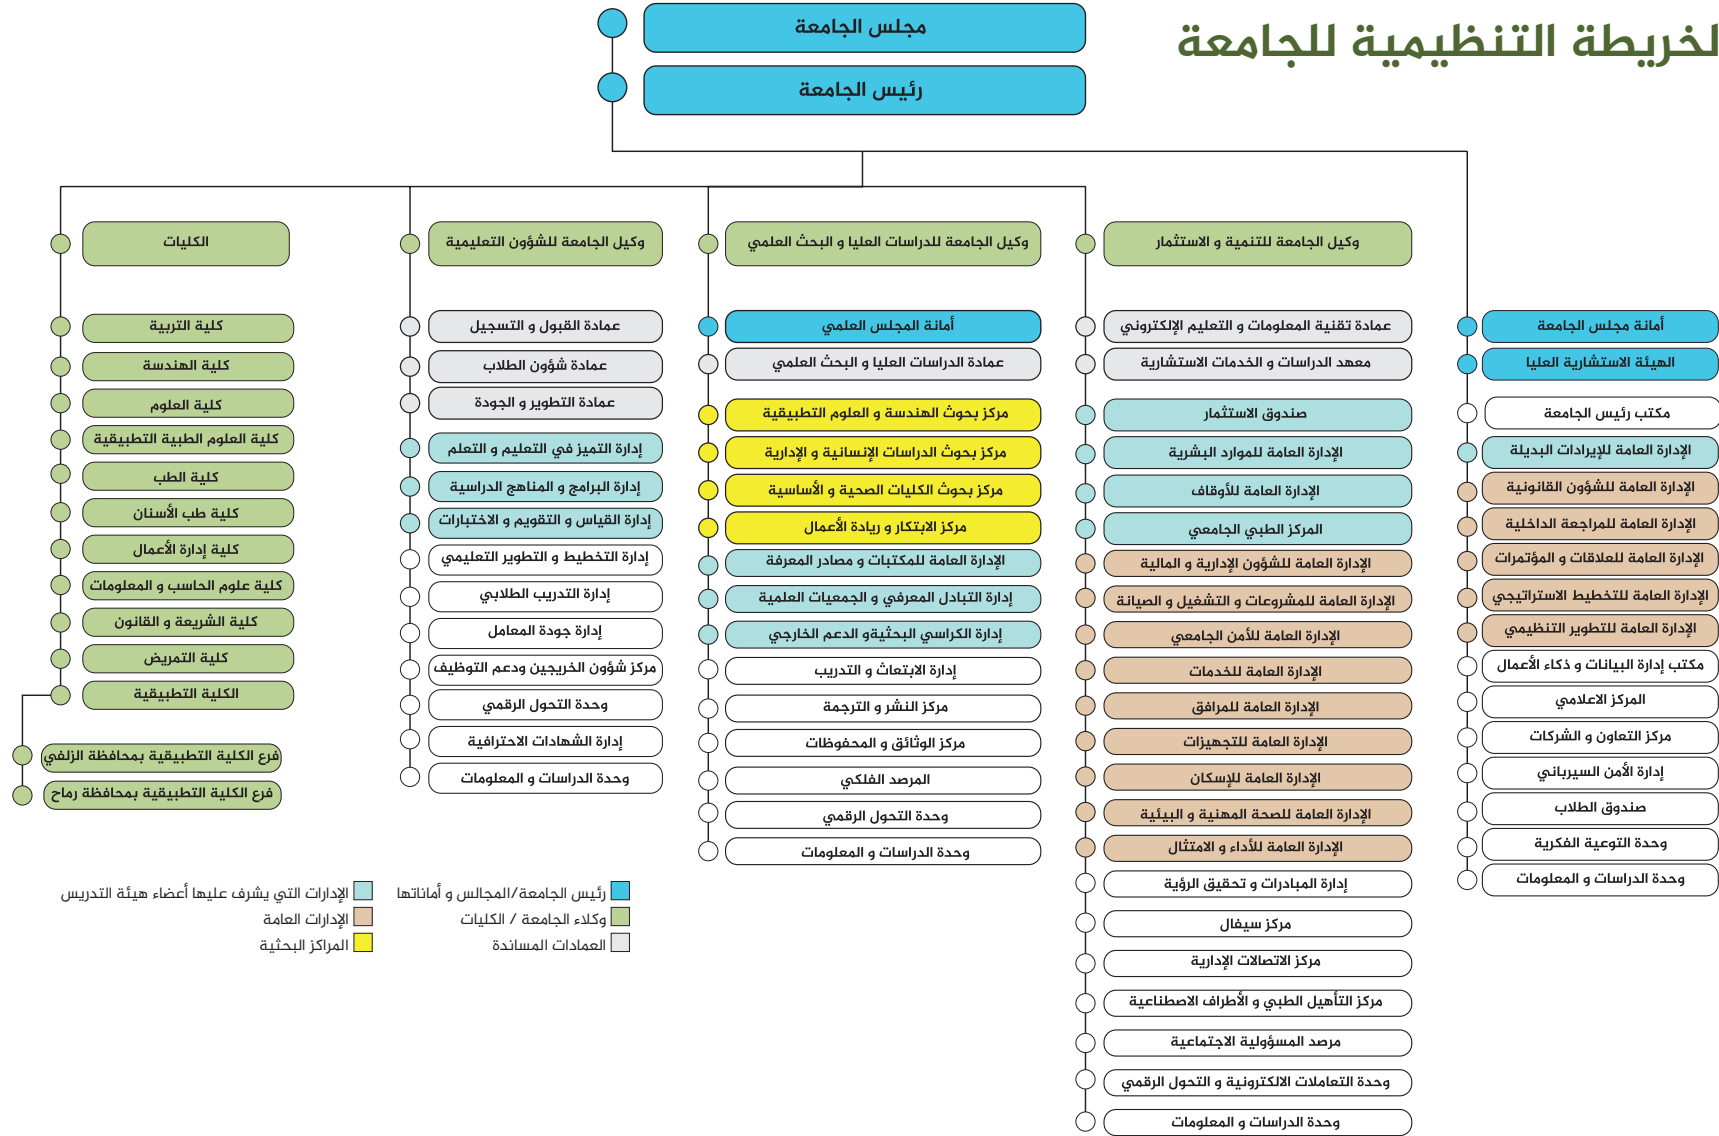 لخريطة التنظيمية للجامعة
مجلس الجامعة
رئيس الجامعة
أمانة مجلس الجامعة
الهيئة الاستشارية العليا
مكتب رئيس الجامعة
الإدارة العامة للإيرادات البديلة
الإدارة العامة للشؤون القانونية
الإدارة العامة للمراجعة الداخلية
الإدارة العامة للعلاقات و المؤتمرات
الإدارة العامة للتخطيط الاستراتيجي
الإدارة العامة للتطوير التنظيمي
مكتب إدارة البيانات و ذكاء الأعمال
المركز الاعلامي
مركز التعاون و الشركات
إدارة الأمن السيبرباني
صندوق الطلاب
وحدة التوعية الفكرية
وحدة الدراسات و المعلومات
وكيل الجامعة للتنمية و الاستثمار
عمادة تقنية المعلومات و التعليم الإلكتروني
معهد الدراسات و الخدمات الاستشارية
صندوق الاستثمار
الإدارة العامة للموارد البشرية
الإدارة العامة للأوقاف
المركز الطبي الجامعي
الإدارة العامة للشؤون الإدارية و المالية
الإدارة العامة للمشروعات و التشغيل و الصيانة
الإدارة العامة للأمن الجامعي
الإدارة العامة للخدمات
الإدارة العامة للمرافق
الإدارة العامة للتجهيزات
الإدارة العامة للإسكان
الإدارة العامة للصحة المهنية و البيئية
الإدارة العامة للأداء و الامتثال
إدارة المبادرات و تحقيق الرؤية
مركز سيفال
مركز الاتصالات الإدارية
مركز التأهيل الطبي و الأطراف الاصطناعية
مرصد المسؤولية الاجتماعية
وحدة التعاملات الالكترونية و التحول الرقمي
وحدة الدراسات و المعلومات
وكيل الجامعة للدراسات العليا و البحث العلمي
أمانة المجلس العلمي
عمادة الدراسات العليا و البحث العلمي
مركز بحوث الهندسة و العلوم التطبيقية
مركز بحوث الدراسات الإنسانية و الإدارية
مركز بحوث الكليات الصحية و الأساسية
مركز الابتكار و ريادة الأعمال
الإدارة العامة للمكتبات و مصادر المعرفة
إدارة التبادل المعرفي و الجمعيات العلمية
إدارة الكراسي البحثيةو الدعم الخارجي
إدارة الابتعاث و التدريب
مركز النشر و الترجمة
مركز الوثائق و المحفوظات
المرصد الفلكي
وحدة التحول الرقمي
وحدة الدراسات و المعلومات
وكيل الجامعة للشؤون التعليمية
عمادة القبول و التسجيل
عمادة شؤون الطلاب
عمادة التطوير و الجودة
إدارة التميز في التعليم و التعلم
إدارة البرامج و المناهج الدراسية
إدارة القياس و التقويم و الاختبارات
إدارة التخطيط و التطوير التعليمي
إدارة التدريب الطلابي
إدارة جودة المعامل
مركز شؤون الخريجين ودعم التوظيف
وحدة التحول الرقمي
إدارة الشهادات الاحترافية
وحدة الدراسات و المعلومات
الكليات
كلية التربية
كلية الهندسة
كلية العلوم
كلية العلوم الطبية التطبيقية
كلية الطب
كلية طب الأسنان
كلية إدارة الأعمال
كلية علوم الحاسب و المعلومات
كلية الشريعة و القانون
كلية التمريض
الكلية التطبيقية
فرع الكلية التطبيقية بمحافظة الزلفي
فرع الكلية التطبيقية بمحافظة رماح
رئيس الجامعة/المجالس و أماناتها
وكلاء الجامعة / الكليات
العمادات المساندة
الإدارات التي يشرف عليها أعضاء هيئة التدريس
الإدارات العامة
المراكز البحثية